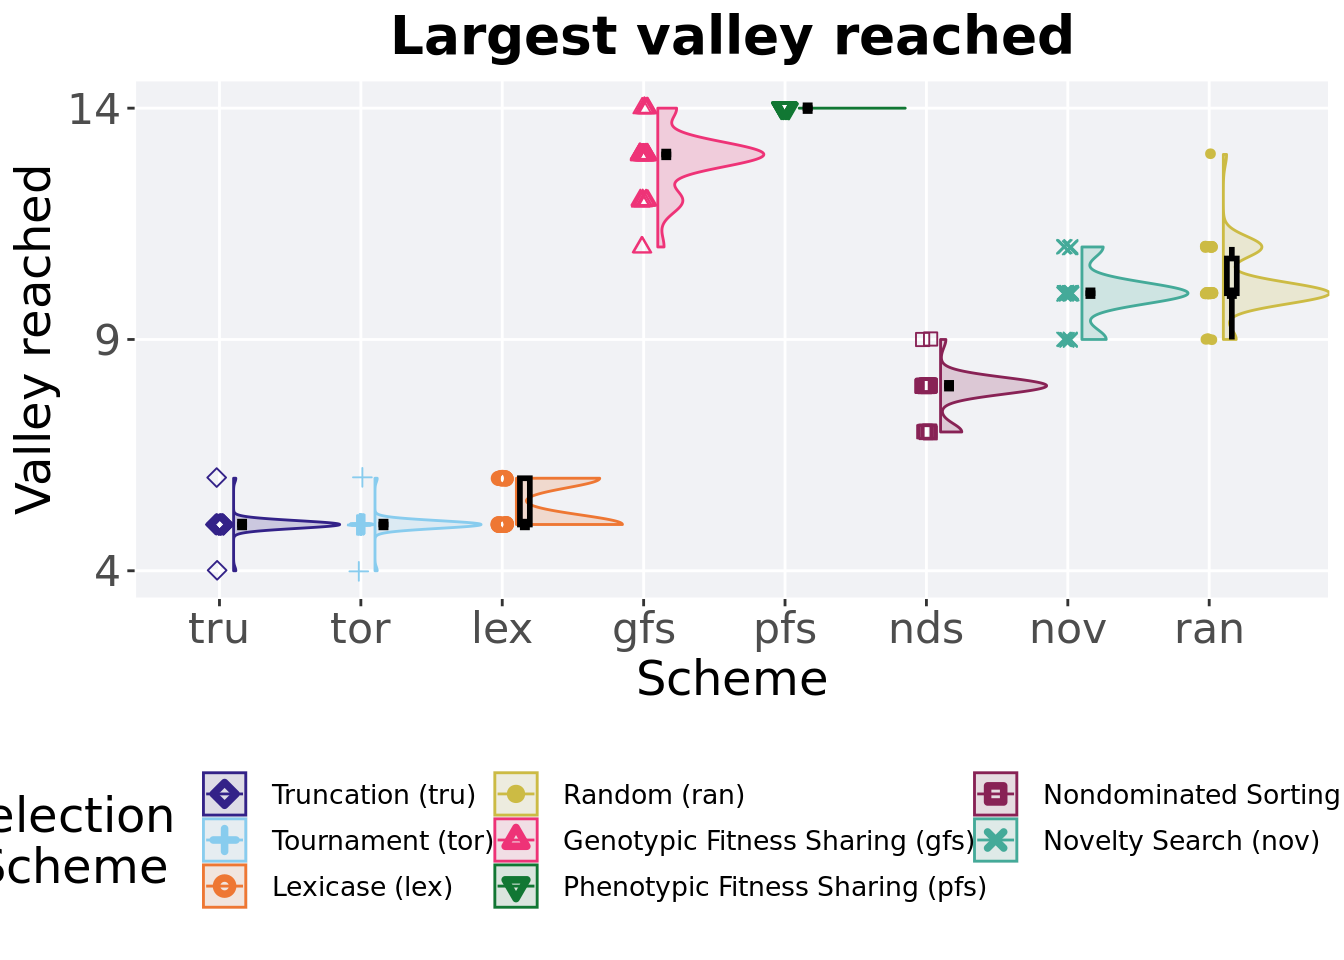 Largest valley reached
Valley reached
14
9
4
tru tor lex gfs pfs nds nov ran
Scheme
election
Scheme
Truncation (tru)
Tournament (tor)
Lexicase (lex)
Random (ran)
Genotypic Fitness Sharing (gfs)
Phenotypic Fitness Sharing (pfs)
Nondominated Sorting
Novelty Search (nov)